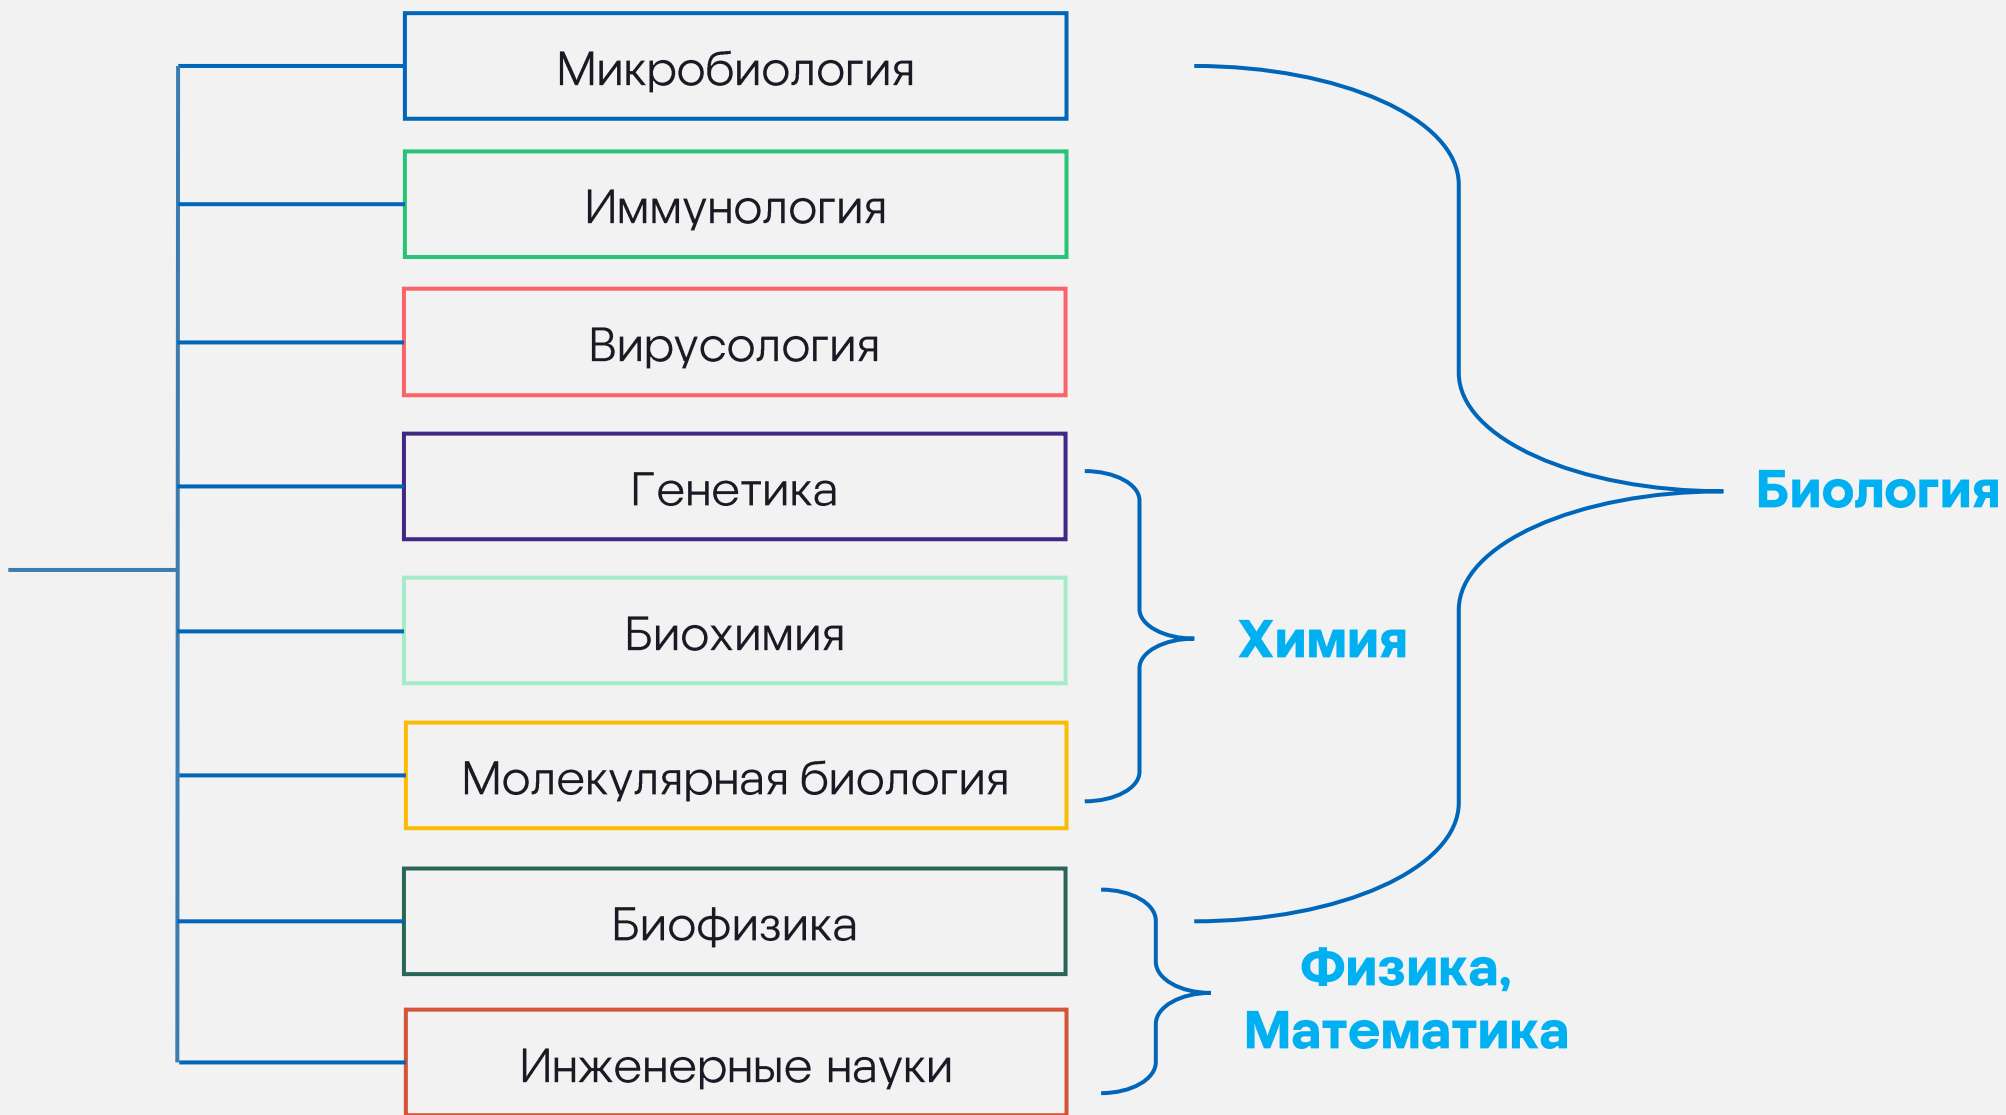 Микробиология
Иммунология
Вирусология
Генетика
Биохимия
Молекулярная биология
Биофизика
Инженерные науки
Биология
Химия
Физика,
Математика